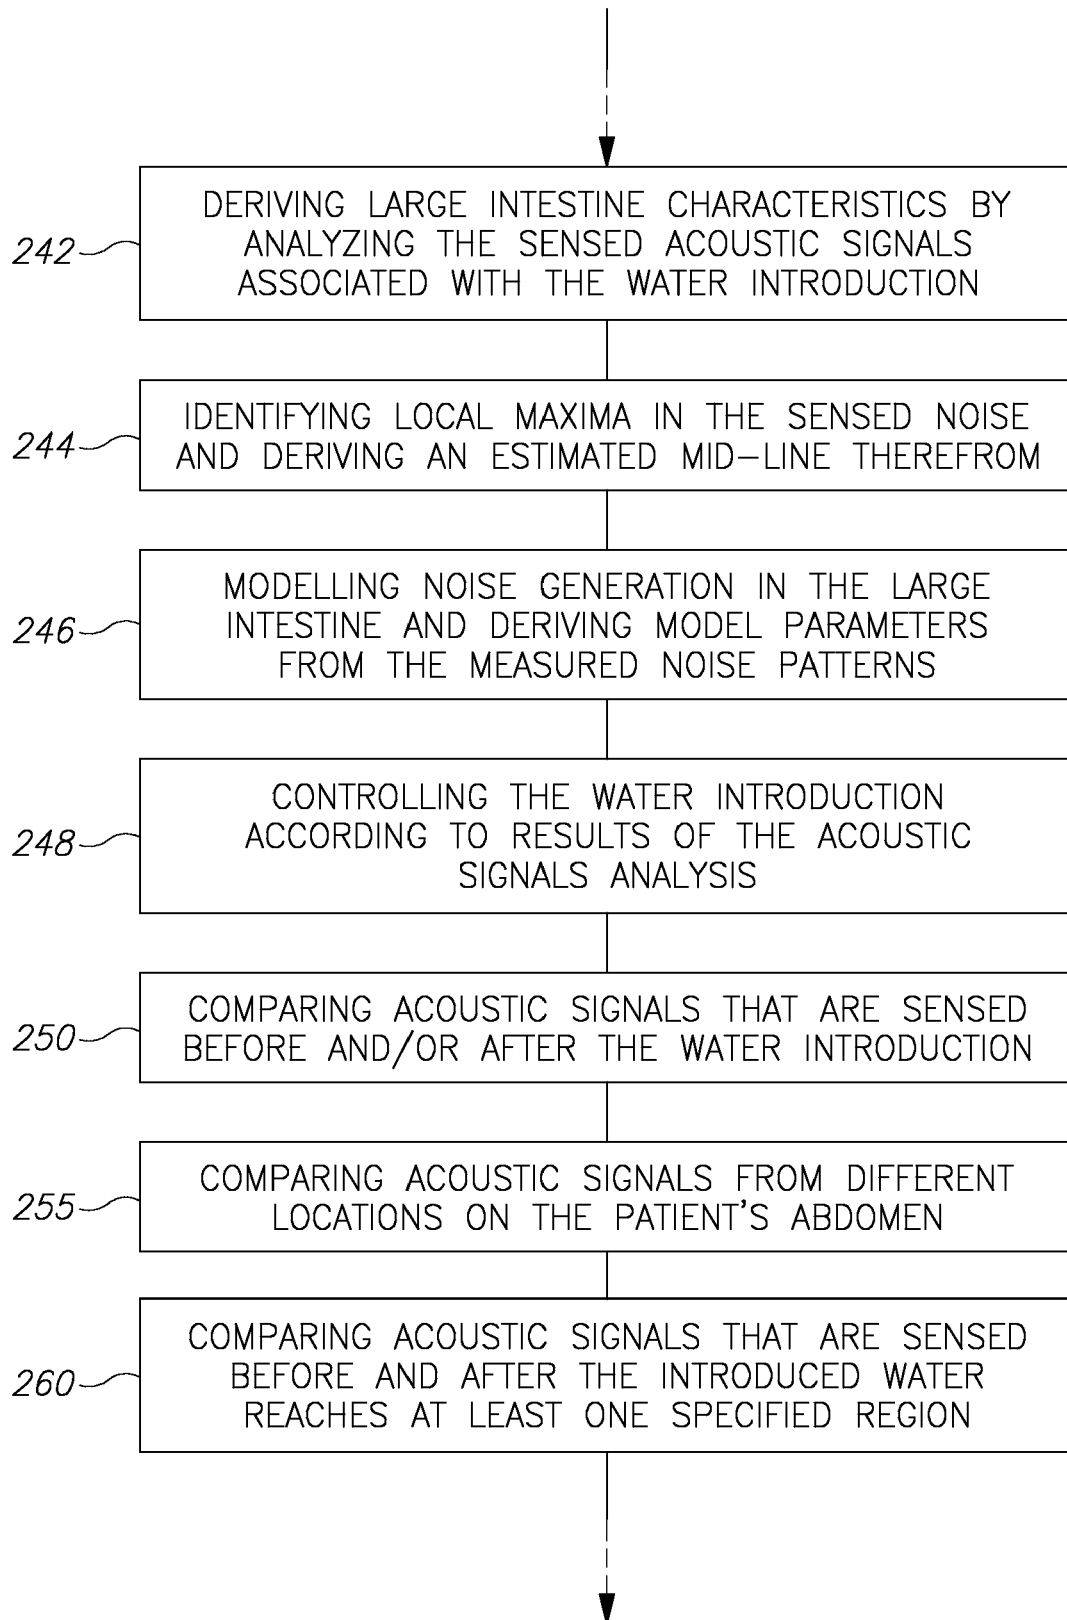 242
DERIVING LARGE INTESTINE CHARACTERISTICS BY
ANALYZING THE SENSED ACOUSTIC SIGNALS
ASSOCIATED WITH THE WATER INTRODUCTION
244
IDENTIFYING LOCAL MAXIMA IN THE SENSED NOISE
AND DERIVING AN ESTIMATED MID-LINE THEREFROM
246
MODELLING NOISE GENERATION IN THE LARGE
INTESTINE AND DERIVING MODEL PARAMETERS
FROM THE MEASURED NOISE PATTERNS
248
CONTROLLING THE WATER INTRODUCTION
ACCORDING TO RESULTS OF THE ACOUSTIC
SIGNALS ANALYSIS
250
COMPARING ACOUSTIC SIGNALS THAT ARE SENSED
BEFORE AND/OR AFTER THE WATER INTRODUCTION
255
COMPARING ACOUSTIC SIGNALS FROM DIFFERENT
LOCATIONS ON THE PATIENT'S ABDOMEN
260
COMPARING ACOUSTIC SIGNALS THAT ARE SENSED
BEFORE AND AFTER THE INTRODUCED WATER
REACHES AT LEAST ONE SPECIFIED REGION